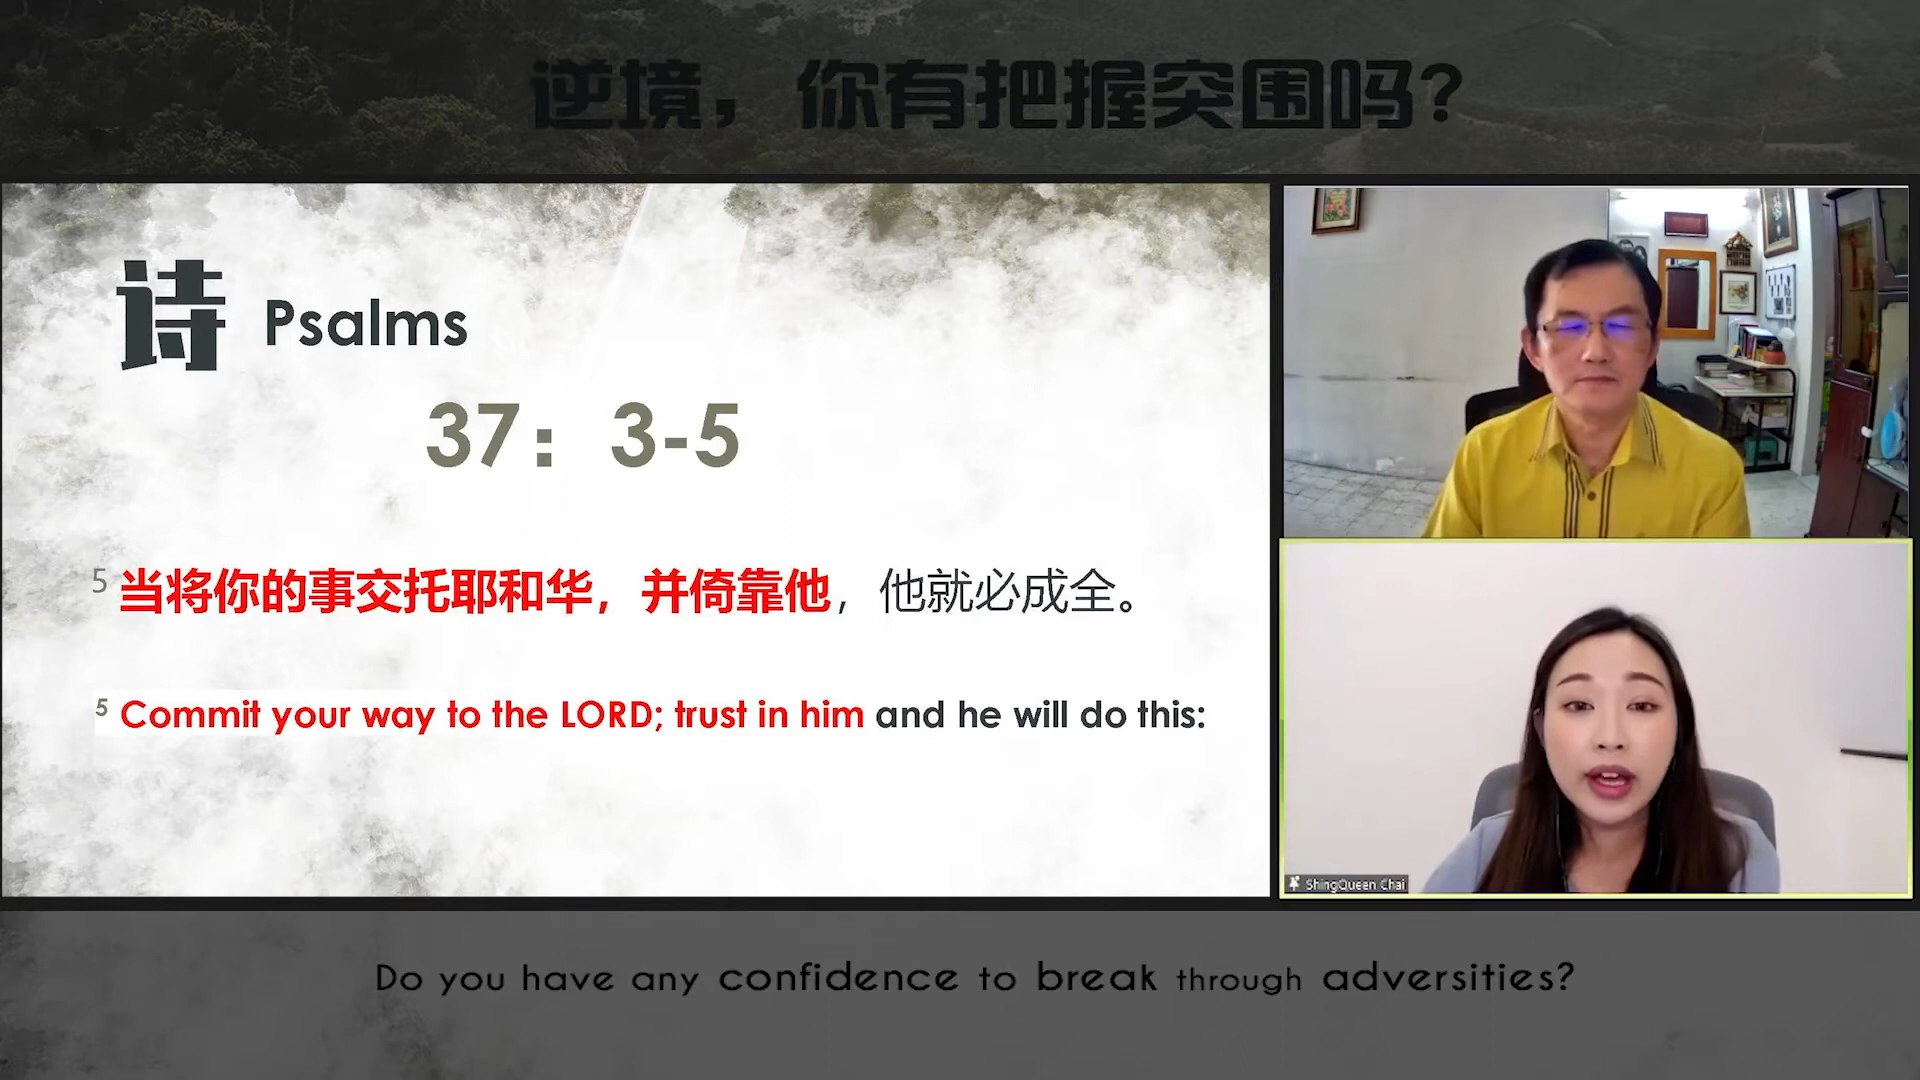 逆境，你有把握突围吗？
诗 Psalms
37：3-5
5 当将你的事交托耶和华，并倚靠他，他就必成全。
5 Commit your way to the LORD; trust in him and he will do this:
ShingQueen Chai
Do you have any confidence to break through adversities?